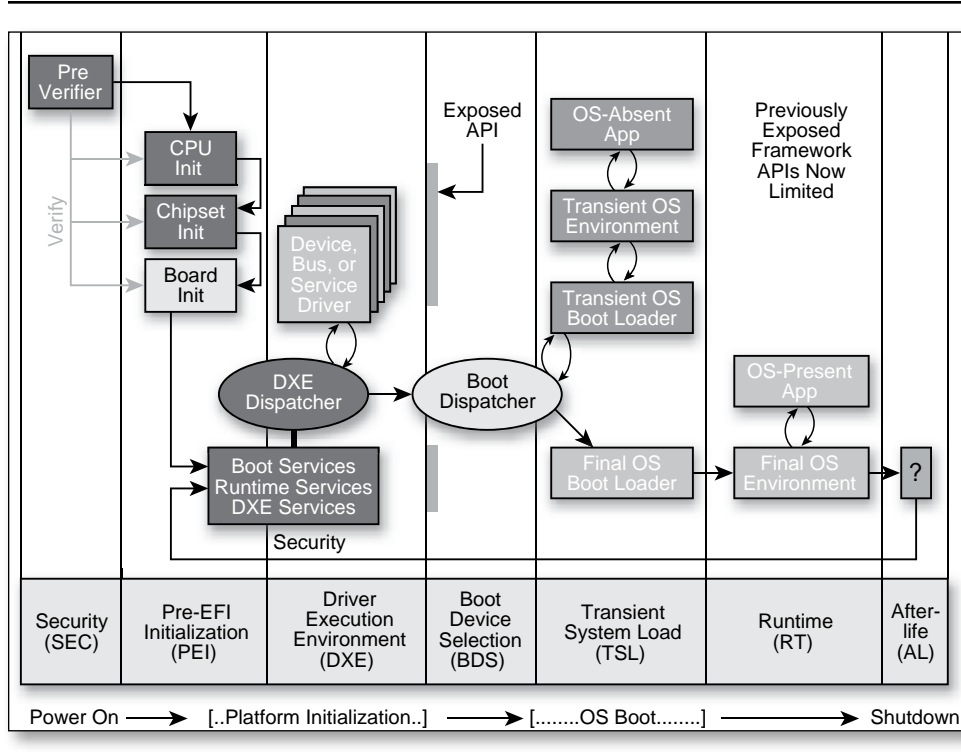 Pre
Verifier
Verify
CPU
Init
Chipset
Init
Board
Init
Device,
Bus, or
Service
Driver
DXE
Dispatcher
Boot Services
Runtime Services
DXE Services
Security
Exposed
API
Boot
Dispatcher
OS-Absent
App
Transient OS
Environment
Transient OS
Boot Loader
Final OS
Boot Loader
Previously
Exposed
Framework
APIs Now
Limited
OS-Present
App
Final OS
Environment
?
Security
(SEC)
Pre-EFI
Initialization
(PEI)
Driver
Execution
Environment
(DXE)
Boot
Device
Selection
(BDS)
Transient
System Load
(TSL)
Runtime
(RT)
After-
life
(AL)
Power On [..Platform Initialization..] [........OS Boot........] Shutdown